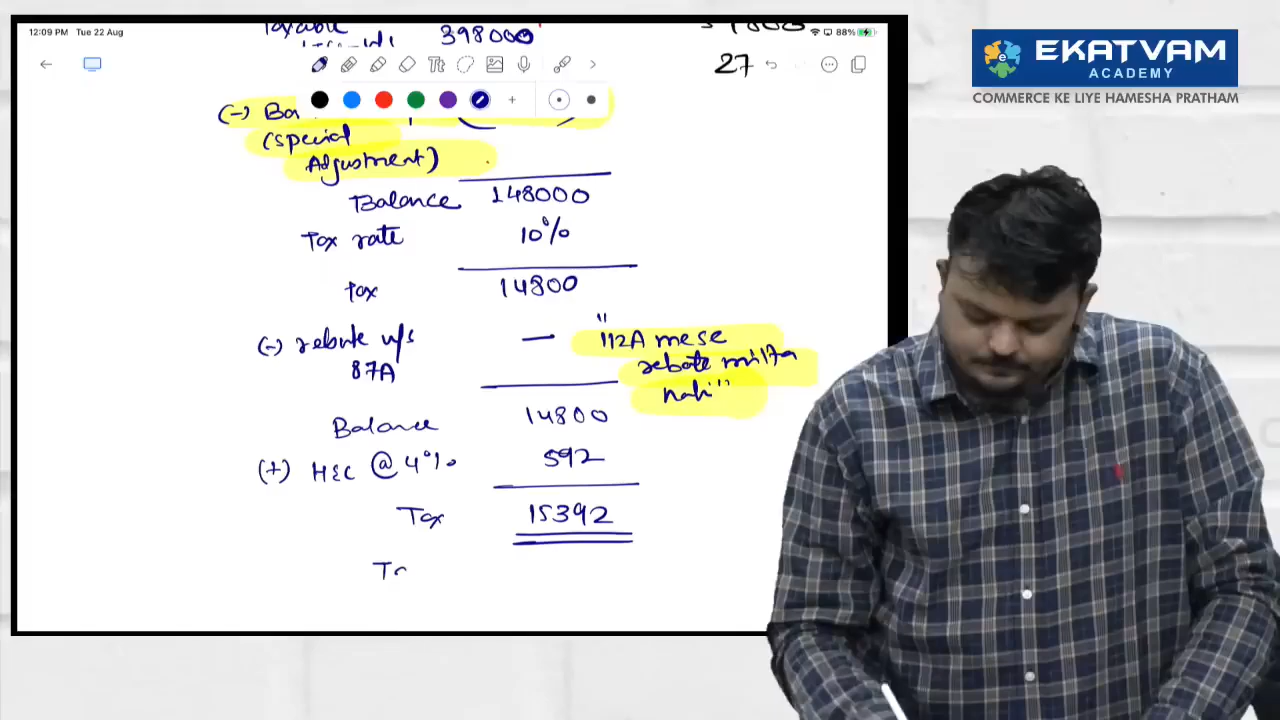 12:09 PM Tue 22 Aug
88%
Taxable
398000
27
EKATVAM
ACADEMY
COMMERCE KE LIYE HAMESHA PRATHAM
(-) Ba
(special
Adjustment)
Balance 148000
Tax rate 10%
Tax 14800
(-) rebate u/s
87A — "112A mese
rebate milta
nahi"
Balance 14800
(+) H&C @ 4% 592
Tax 15392